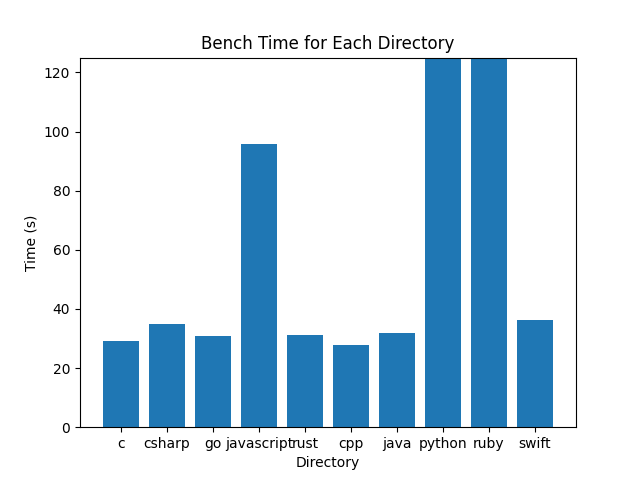 Bench Time for Each Directory
120
100
80
60
40
20
0
Time (s)
c csharp go javascript rust cpp java python ruby swift
Directory